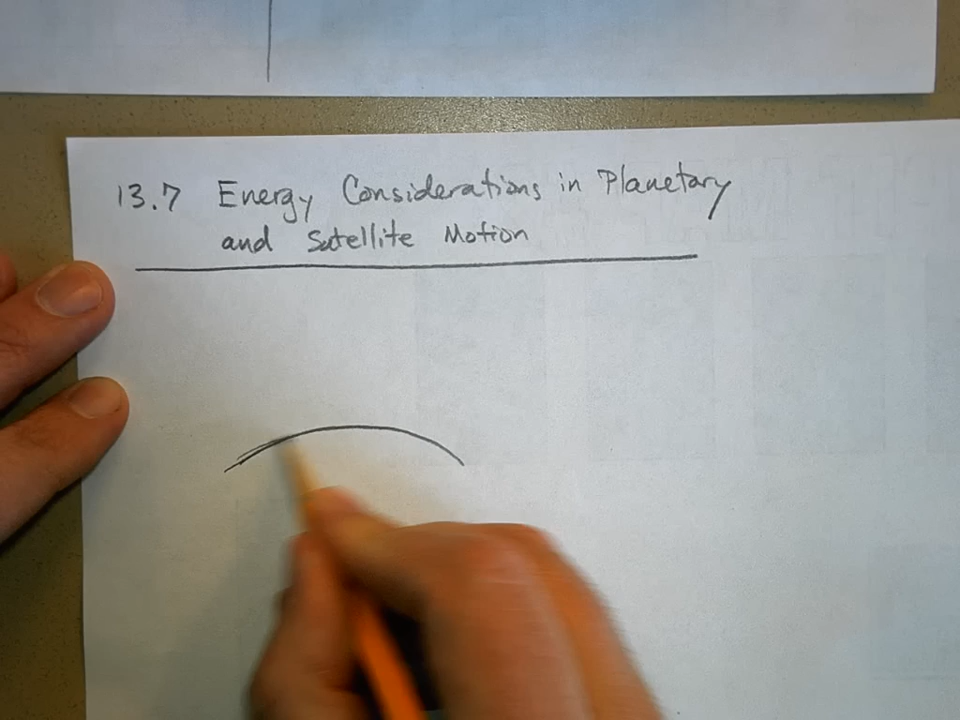 13.7 Energy Considerations in Planetary
and Satellite Motion